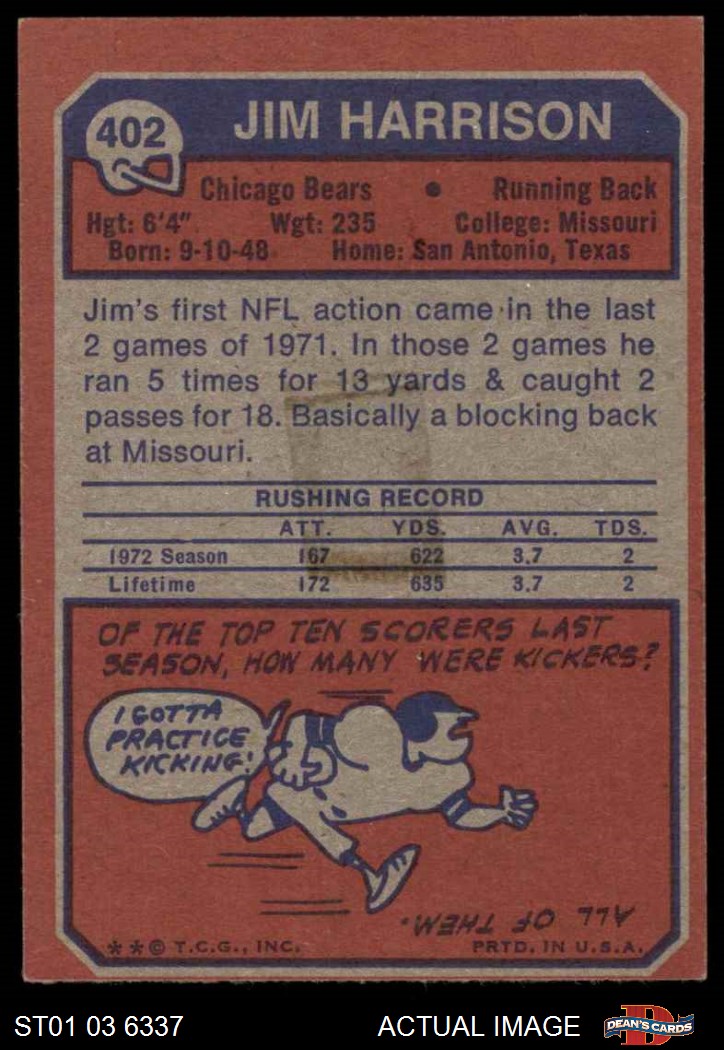 402
JIM HARRISON
Chicago Bears • Running Back
Hgt: 6'4" Wgt: 235 College: Missouri
Born: 9-10-48 Home: San Antonio, Texas
Jim's first NFL action came in the last
2 games of 1971. In those 2 games he
ran 5 times for 13 yards & caught 2
passes for 18. Basically a blocking back
at Missouri.
RUSHING RECORD
ATT. YDS. AVG. TDS.
1972 Season 167 622 3.7 2
Lifetime 172 635 3.7 2
OF THE TOP TEN SCORERS LAST
SEASON, HOW MANY WERE KICKERS?
I GOTTA
PRACTICE
KICKING!
ALL OF THEM.
**© T.C.G., INC. PRTD. IN U.S.A.
ST01 03 6337 ACTUAL IMAGE
D
DEAN'S CARDS